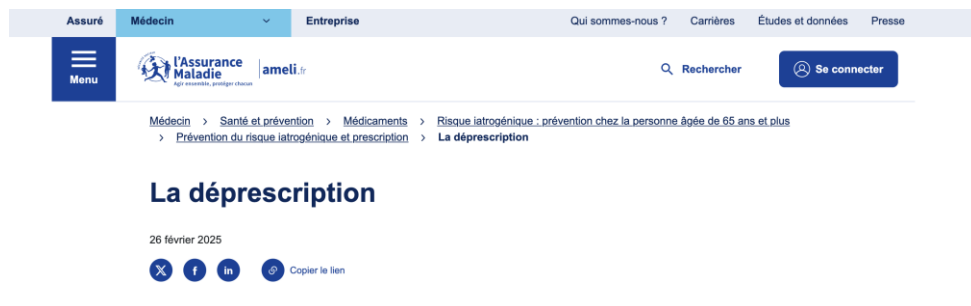 Assuré Médecin Entreprise Qui sommes-nous ? Carrières Études et données Presse
Menu
l'Assurance
Maladie
Agir ensemble, protéger chacun
ameli.fr
Rechercher
Se connecter
Médecin > Santé et prévention > Médicaments > Risque iatrogénique : prévention chez la personne âgée de 65 ans et plus
> Prévention du risque iatrogénique et prescription > La déprescription
La déprescription
26 février 2025
X f in Copier le lien